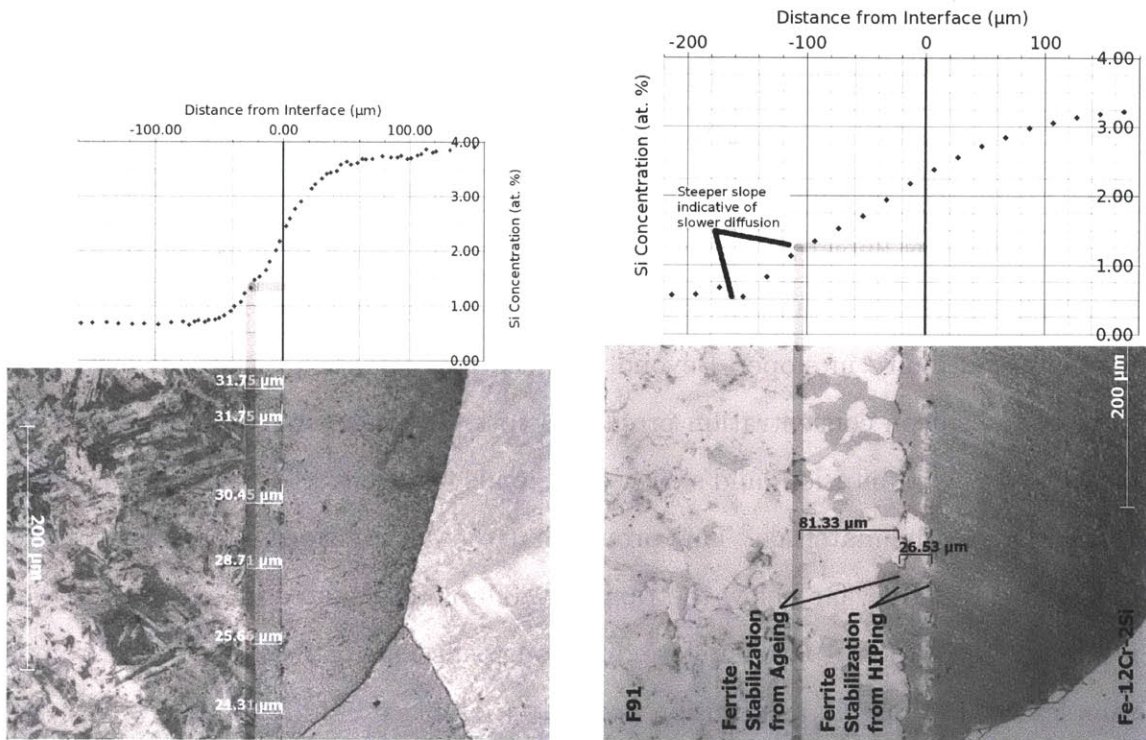 Distance from Interface (μm)
-100.00 0.00 100.00
4.00
3.00
2.00
1.00
0.00
Si Concentration (at. %)
31.75 μm
31.75 μm
30.45 μm
28.71 μm
25.66 μm
21.31 μm
200 μm
Distance from Interface (μm)
-200 -100 0 100
4.00
3.00
2.00
1.00
0.00
Si Concentration (at. %)
Steeper slope
indicative of
slower diffusion
200 μm
81.33 μm
26.53 μm
F91
Ferrite
Stabilization
from Ageing
Ferrite
Stabilization
from HIPing
Fe-12Cr-2Si